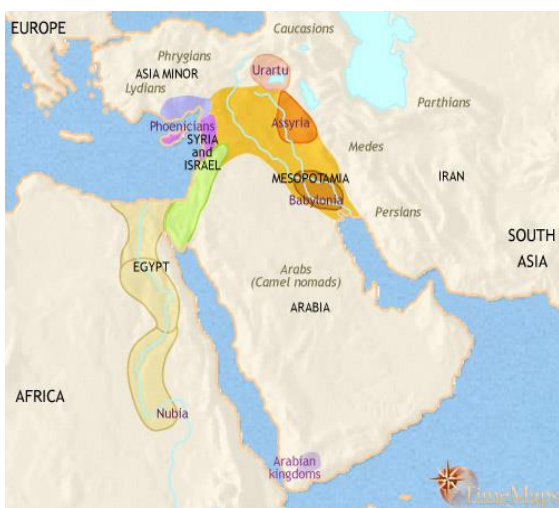 EUROPE
Caucasians
Phrygians
ASIA MINOR
Urartu
Lydians
Parthians
Phoenicians
Assyria
SYRIA
and
ISRAEL
Medes
MESOPOTAMIA
IRAN
Babylonia
Persians
SOUTH
ASIA
EGYPT
Arabs
(Camel nomads)
ARABIA
AFRICA
Nubia
Arabian
kingdoms
TimeMaps